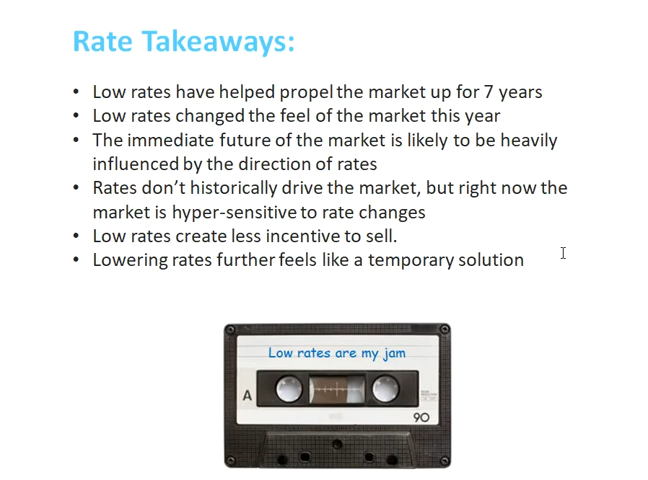 Rate Takeaways:
• Low rates have helped propel the market up for 7 years
• Low rates changed the feel of the market this year
• The immediate future of the market is likely to be heavily
influenced by the direction of rates
• Rates don’t historically drive the market, but right now the
market is hyper-sensitive to rate changes
• Low rates create less incentive to sell.
• Lowering rates further feels like a temporary solution
Low rates are my jam
A
90